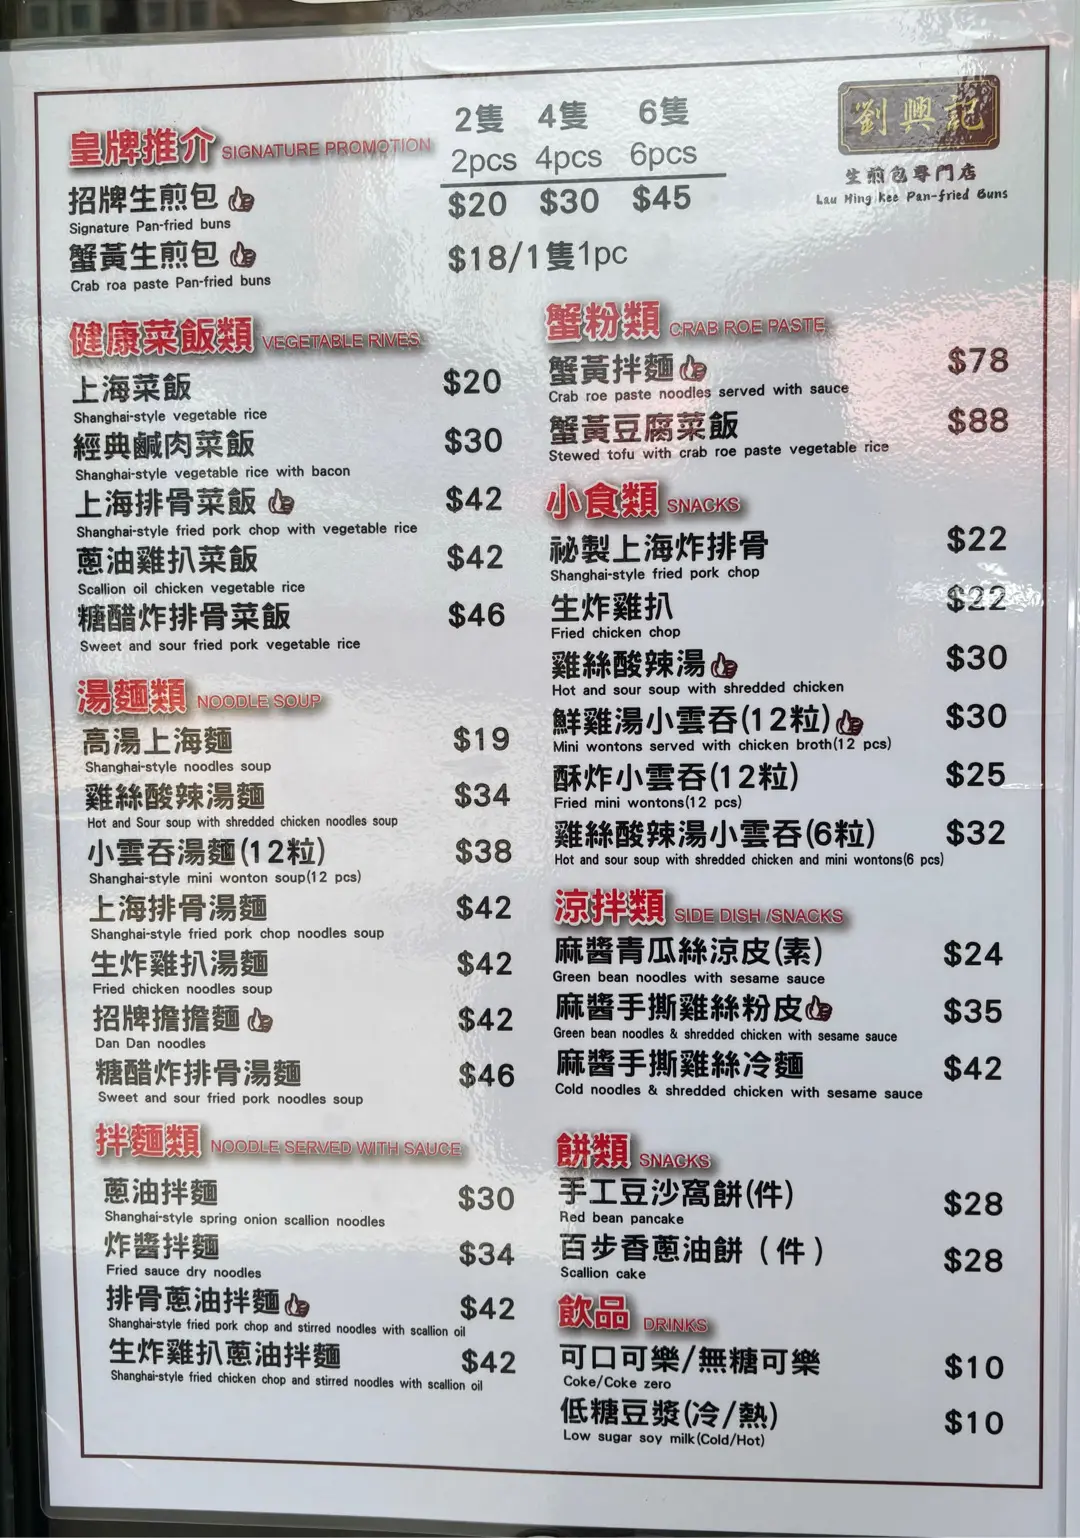 劉興記
生煎包專門店
Lau Hing Kee Pan-fried Buns
皇牌推介 SIGNATURE PROMOTION
2隻 4隻 6隻
2pcs 4pcs 6pcs
招牌生煎包 $20 $30 $45
Signature Pan-fried buns
蟹黃生煎包 $18/1隻1pc
Crab roa paste Pan-fried buns
健康菜飯類 VEGETABLE RIVES
上海菜飯 $20
Shanghai-style vegetable rice
經典鹹肉菜飯 $30
Shanghai-style vegetable rice with bacon
上海排骨菜飯 $42
Shanghai-style fried pork chop with vegetable rice
蔥油雞扒菜飯 $42
Scallion oil chicken vegetable rice
糖醋炸排骨菜飯 $46
Sweet and sour fried pork vegetable rice
湯麵類 NOODLE SOUP
高湯上海麵 $19
Shanghai-style noodles soup
雞絲酸辣湯麵 $34
Hot and Sour soup with shredded chicken noodles soup
小雲吞湯麵(12粒) $38
Shanghai-style mini wonton soup(12 pcs)
上海排骨湯麵 $42
Shanghai-style fried pork chop noodles soup
生炸雞扒湯麵 $42
Fried chicken noodles soup
招牌擔擔麵 $42
Dan Dan noodles
糖醋炸排骨湯麵 $46
Sweet and sour fried pork noodles soup
拌麵類 NOODLE SERVED WITH SAUCE
蔥油拌麵 $30
Shanghai-style spring onion scallion noodles
炸醬拌麵 $34
Fried sauce dry noodles
排骨蔥油拌麵 $42
Shanghai-style fried pork chop and stirred noodles with scallion oil
生炸雞扒蔥油拌麵 $42
Shanghai-style fried chicken chop and stirred noodles with scallion oil
蟹粉類 CRAB ROE PASTE
蟹黃拌麵 $78
Crab roe paste noodles served with sauce
蟹黃豆腐菜飯 $88
Stewed tofu with crab roe paste vegetable rice
小食類 SNACKS
祕製上海炸排骨 $22
Shanghai-style fried pork chop
生炸雞扒 $22
Fried chicken chop
雞絲酸辣湯 $30
Hot and sour soup with shredded chicken
鮮雞湯小雲吞(12粒) $30
Mini wontons served with chicken broth(12 pcs)
酥炸小雲吞(12粒) $25
Fried mini wontons(12 pcs)
雞絲酸辣湯小雲吞(6粒) $32
Hot and sour soup with shredded chicken and mini wontons(6 pcs)
涼拌類 SIDE DISH /SNACKS
麻醬青瓜絲涼皮(素) $24
Green bean noodles with sesame sauce
麻醬手撕雞絲粉皮 $35
Green bean noodles & shredded chicken with sesame sauce
麻醬手撕雞絲冷麵 $42
Cold noodles & shredded chicken with sesame sauce
餅類 SNACKS
手工豆沙窩餅(件) $28
Red bean pancake
百步香蔥油餅 (件) $28
Scallion cake
飲品 DRINKS
可口可樂/無糖可樂 $10
Coke/Coke zero
低糖豆漿(冷/熱) $10
Low sugar soy milk(Cold/Hot)